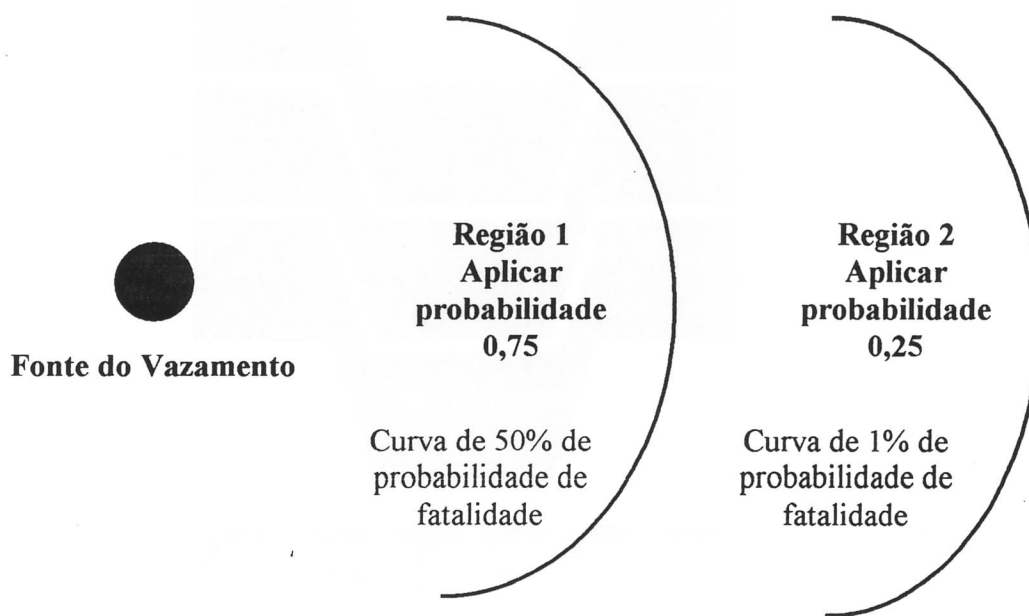 Fonte do Vazamento
Região 1
Aplicar
probabilidade
0,75
Curva de 50% de
probabilidade de
fatalidade
Região 2
Aplicar
probabilidade
0,25
Curva de 1% de
probabilidade de
fatalidade